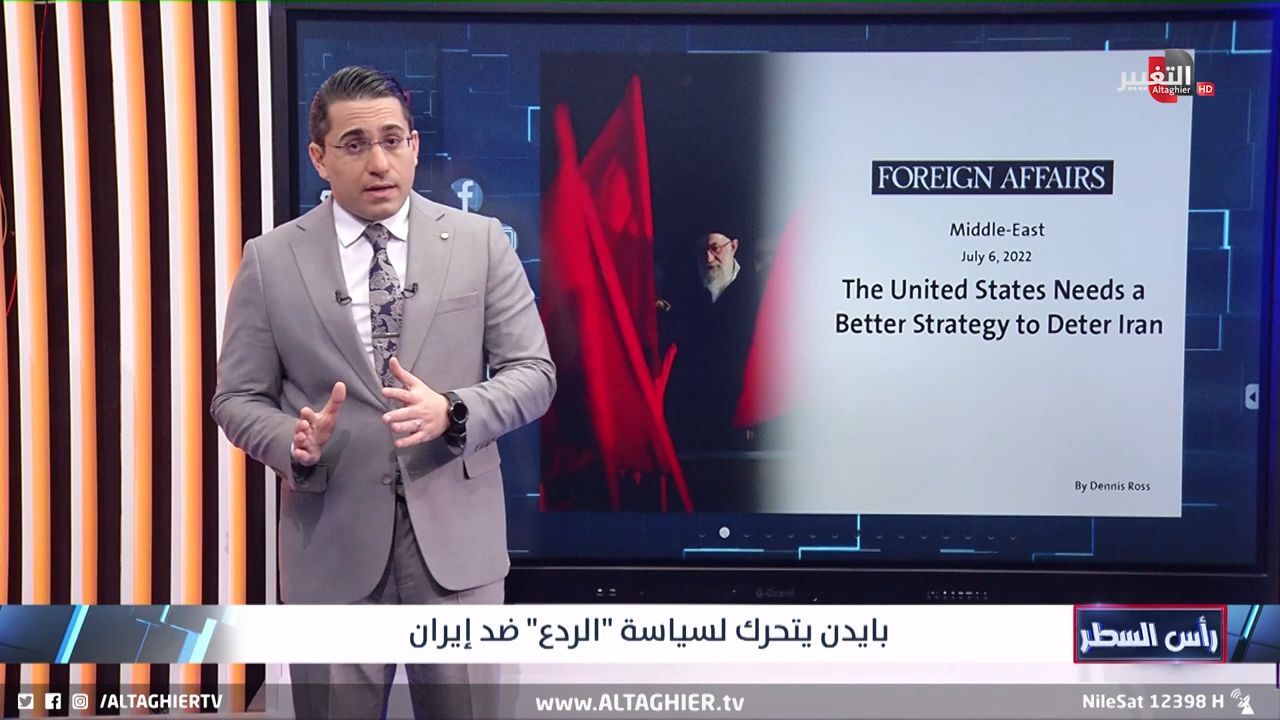 التغيير
Altaghier HD
FOREIGN AFFAIRS
Middle-East
July 6, 2022
The United States Needs a
Better Strategy to Deter Iran
By Dennis Ross
بايدن يتحرك لسياسة "الردع" ضد إيران
رأس السطر
/ALTAGHIERTV
www.ALTAGHIER.tv
NileSat 12398 H